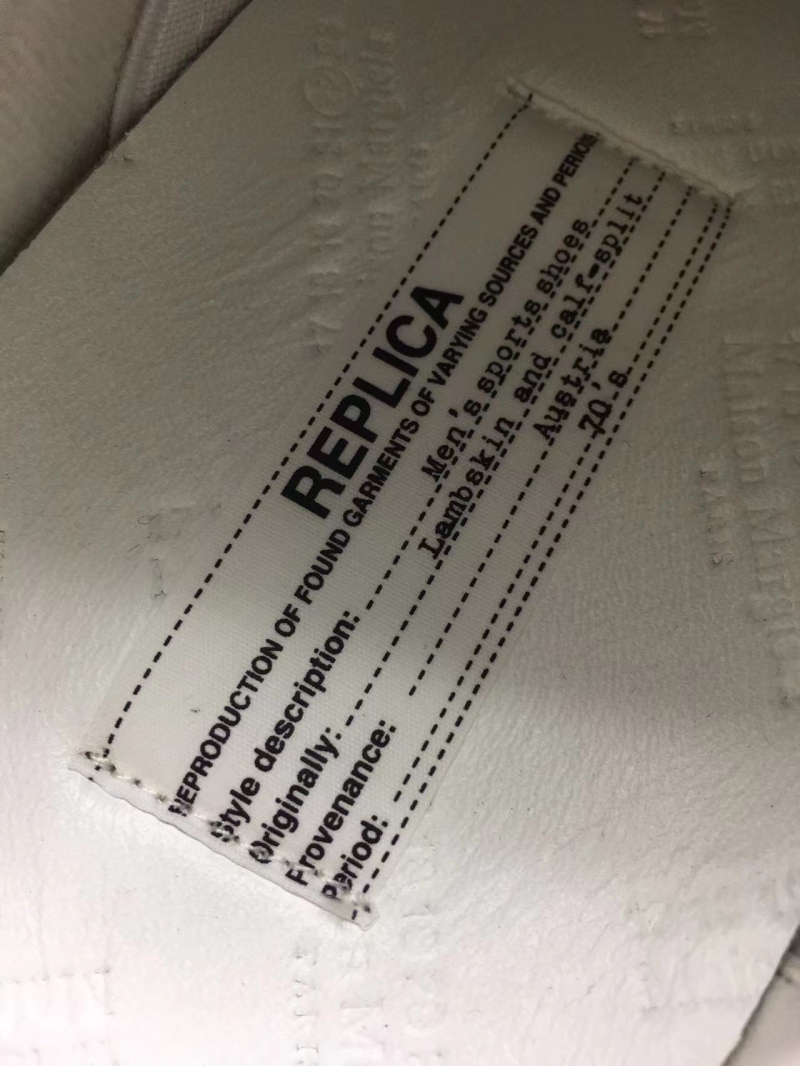 REPLICA
REPRODUCTION OF FOUND GARMENTS OF VARYING SOURCES AND PERIODS
Style description: Men's sports shoes
Originally: Lambskin and calf-split
Provenance: Austria
Period: 70's